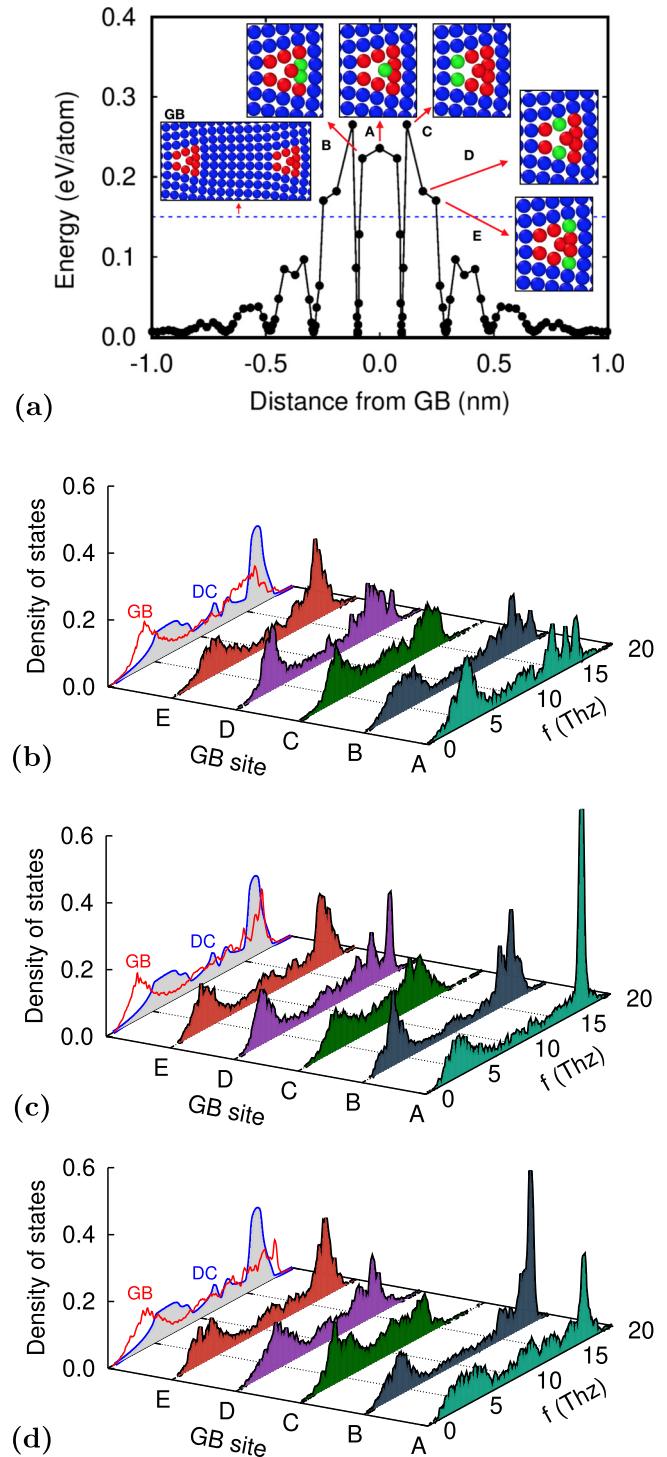 0.4
0.3
0.2
0.1
0.0
Energy (eV/atom)
GB
B
A
C
D
E
-1.0
-0.5
0.0
0.5
1.0
Distance from GB (nm)
(a)
0.6
0.4
0.2
0.0
Density of states
GB
DC
E
D
C
B
A
GB site
0
5
10
15
20
f (Thz)
(b)
0.6
0.4
0.2
0.0
Density of states
GB
DC
E
D
C
B
A
GB site
0
5
10
15
20
f (Thz)
(c)
0.6
0.4
0.2
0.0
Density of states
GB
DC
E
D
C
B
A
GB site
0
5
10
15
20
f (Thz)
(d)